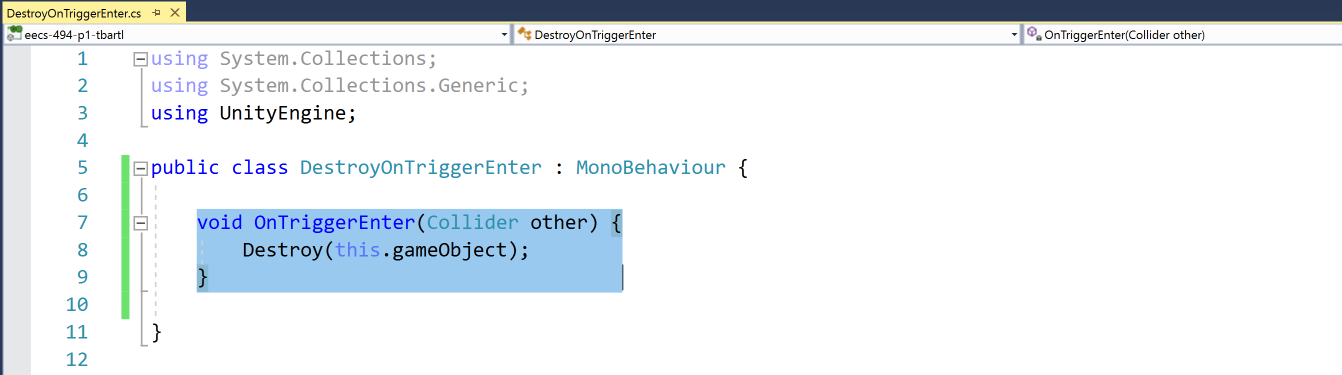 DestroyOnTriggerEnter.cs
eecs-494-p1-tbartl DestroyOnTriggerEnter OnTriggerEnter(Collider other)
1 using System.Collections;
2 using System.Collections.Generic;
3 using UnityEngine;
4
5 public class DestroyOnTriggerEnter : MonoBehaviour {
6
7 void OnTriggerEnter(Collider other) {
8 Destroy(this.gameObject);
9 }
10
11 }
12